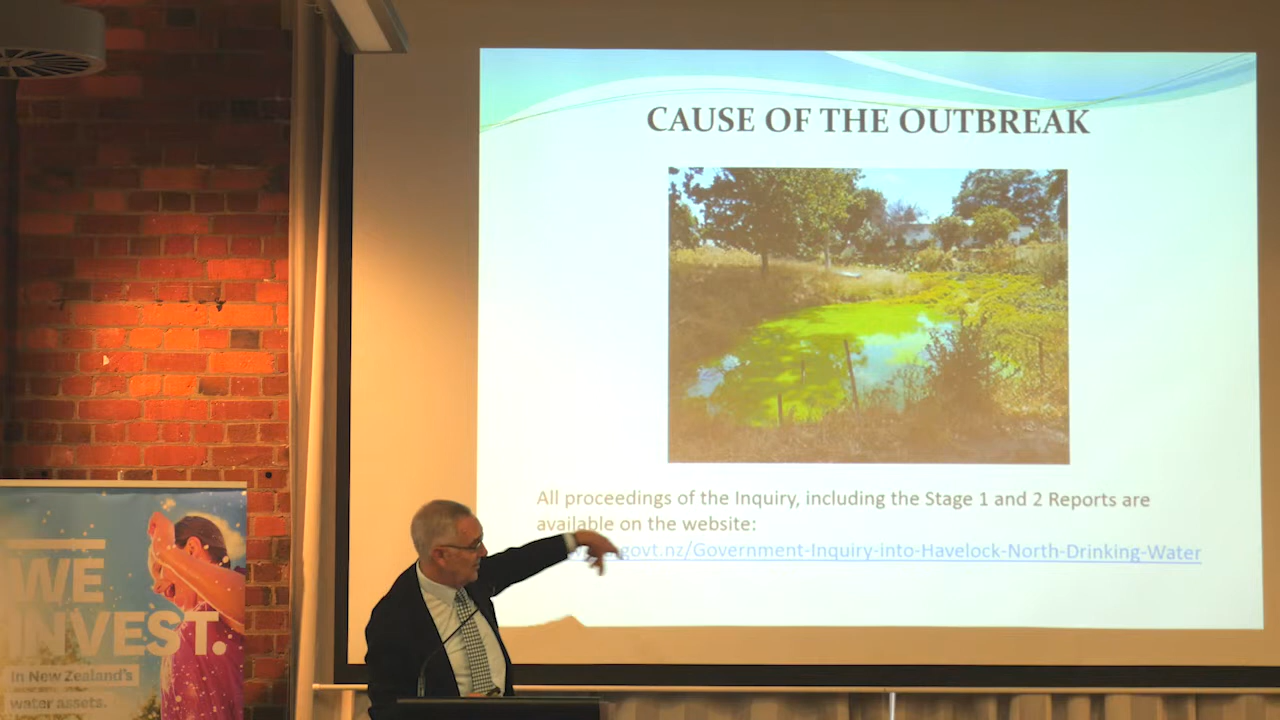 CAUSE OF THE OUTBREAK
All proceedings of the Inquiry, including the Stage 1 and 2 Reports are
available on the website:
govt.nz/Government-Inquiry-into-Havelock-North-Drinking-Water
WE
INVEST.
In New Zealand's
water assets.